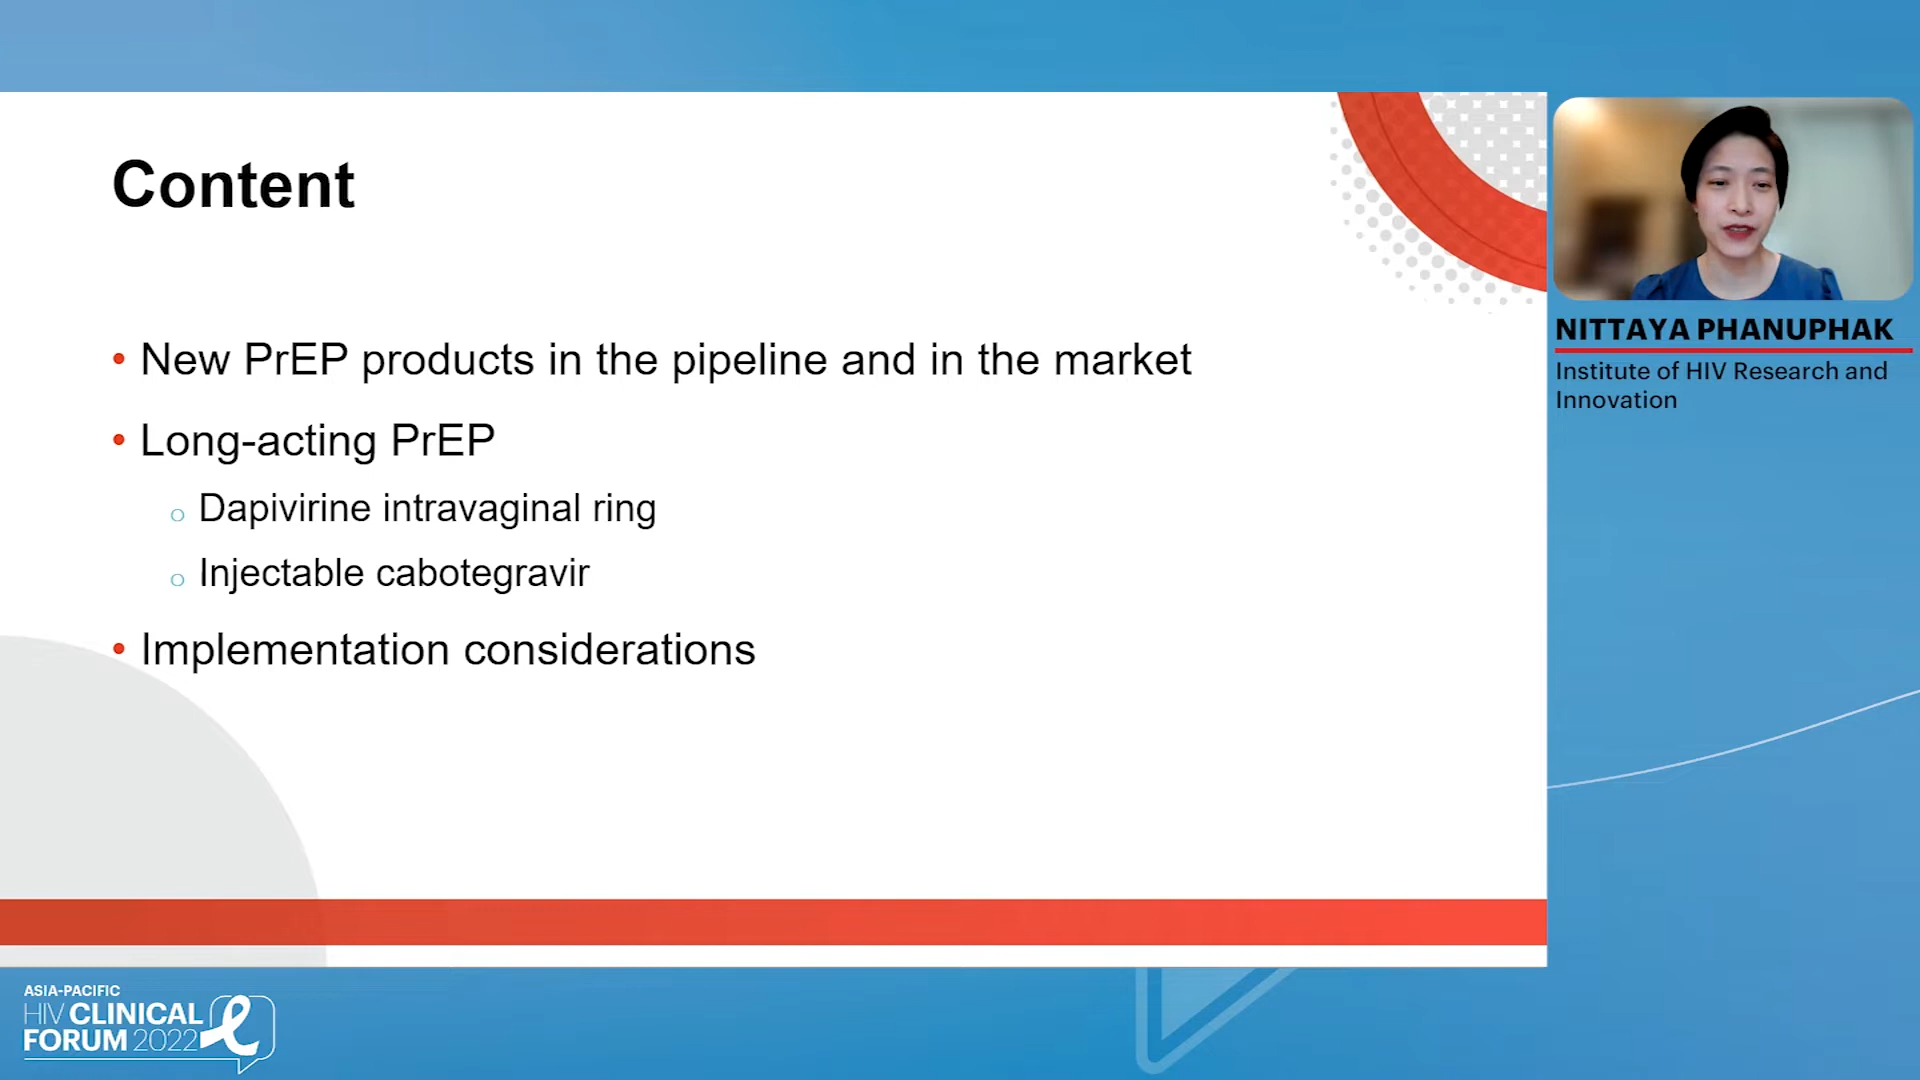 Content
• New PrEP products in the pipeline and in the market
• Long-acting PrEP
o Dapivirine intravaginal ring
o Injectable cabotegravir
• Implementation considerations
NITTAYA PHANUPHAK
Institute of HIV Research and
Innovation
ASIA-PACIFIC
HIV CLINICAL
FORUM 2022